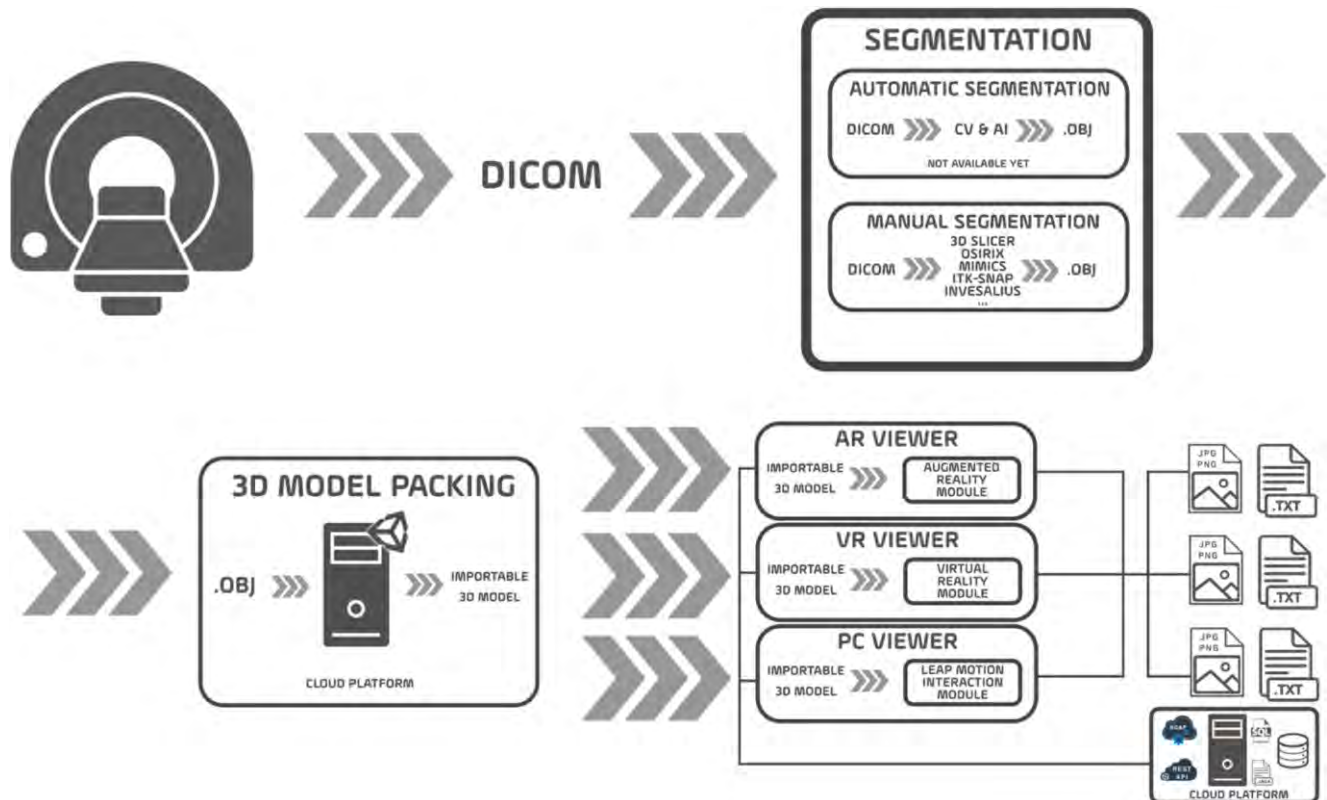 SEGMENTATION
AUTOMATIC SEGMENTATION
DICOM CV & AI .OBJ
NOT AVAILABLE YET
DICOM
MANUAL SEGMENTATION
3D SLICER
OSIRIX
DICOM MIMICS .OBJ
ITK-SNAP
INVESALIUS
...
3D MODEL PACKING
.OBJ
IMPORTABLE
3D MODEL
CLOUD PLATFORM
AR VIEWER
IMPORTABLE
3D MODEL
AUGMENTED
REALITY
MODULE
VR VIEWER
IMPORTABLE
3D MODEL
VIRTUAL
REALITY
MODULE
PC VIEWER
IMPORTABLE
3D MODEL
LEAP MOTION
INTERACTION
MODULE
JPG
PNG
.TXT
JPG
PNG
.TXT
JPG
PNG
.TXT
SOAP
SQL
REST
API
CLOUD PLATFORM